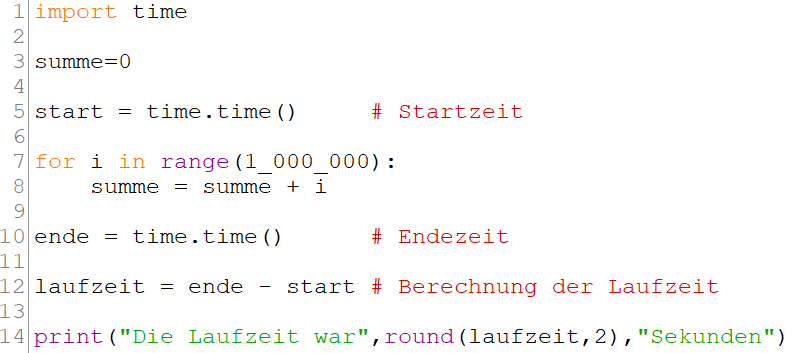 1 import time
2
3 summe=0
4
5 start = time.time()     # Startzeit
6
7 for i in range(1_000_000):
8     summe = summe + i
9
10 ende = time.time()      # Endezeit
11
12 laufzeit = ende - start # Berechnung der Laufzeit
13
14 print("Die Laufzeit war",round(laufzeit,2),"Sekunden")